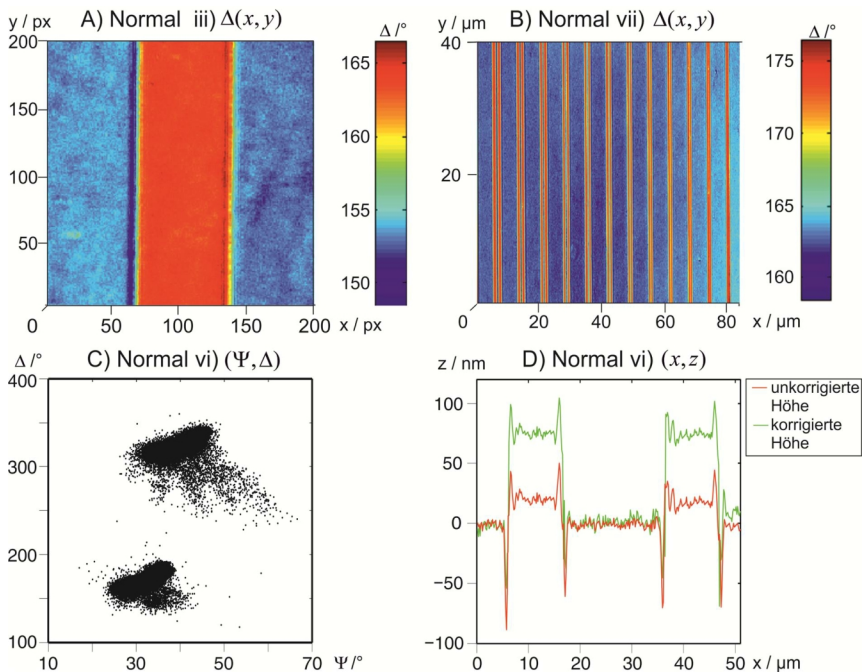 A) Normal iii) Δ(x, y)
y / px
200
150
100
50
0
50
100
150
200
x / px
Δ/°
165
160
155
150
B) Normal vii) Δ(x, y)
y / µm
40
20
0
20
40
60
80
x / µm
Δ/°
175
170
165
160
C) Normal vi) (Ψ, Δ)
Δ/°
400
300
200
100
10
30
50
70
Ψ/°
D) Normal vi) (x, z)
z / nm
100
50
0
−50
−100
0
10
20
30
40
50
x / µm
unkorrigierte
Höhe
korrigierte
Höhe